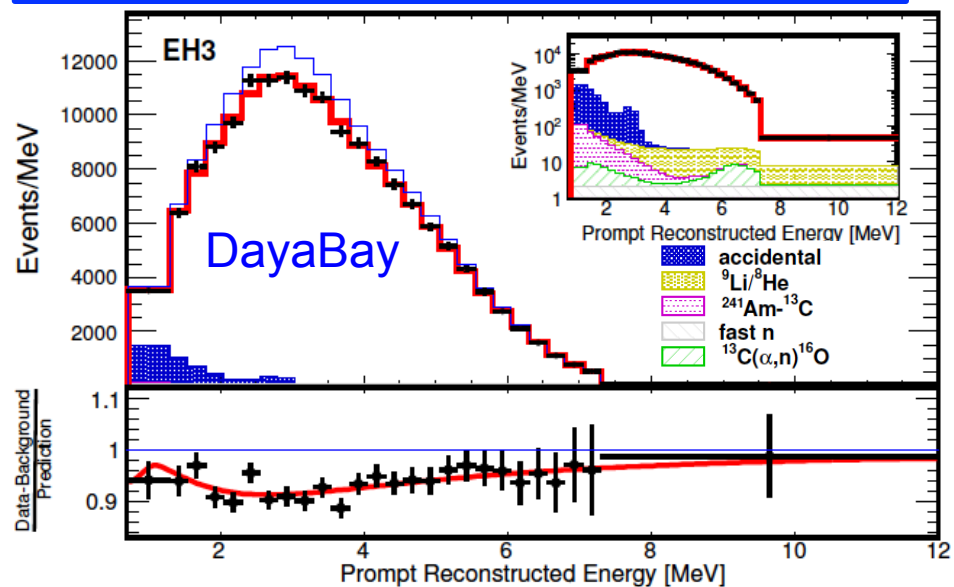 EH3
DayaBay
Events/MeV
12000
10000
8000
6000
4000
2000
Events/MeV
10⁴
10³
10²
10
1
2 4 6 8 10 12
Prompt Reconstructed Energy [MeV]
accidental
⁹Li/⁸He
²⁴¹Am-¹³C
fast n
¹³C(α,n)¹⁶O
Data-Background
Prediction
1.1
1
0.9
2 4 6 8 10 12
Prompt Reconstructed Energy [MeV]